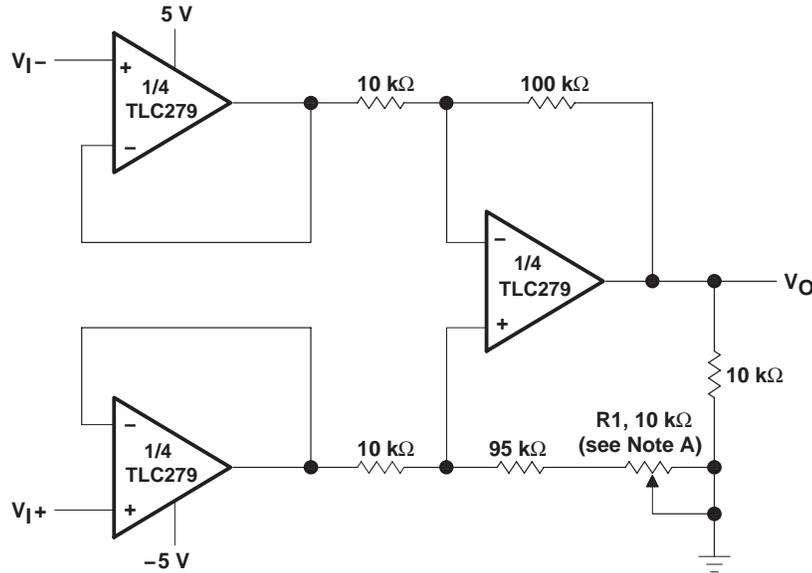 5 V
VI−
+
1/4
TLC279
−
10 kΩ
100 kΩ
−
1/4
TLC279
+
VO
10 kΩ
R1, 10 kΩ
(see Note A)
−
1/4
TLC279
+
10 kΩ
95 kΩ
VI+
−5 V